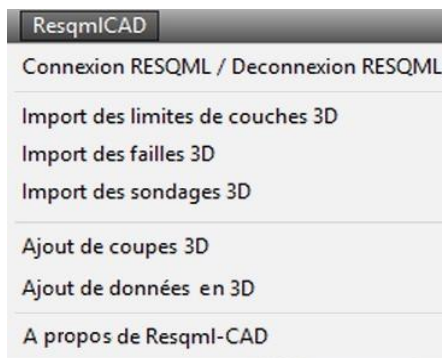 ResqmlCAD
Connexion RESQML / Deconnexion RESQML
Import des limites de couches 3D
Import des failles 3D
Import des sondages 3D
Ajout de coupes 3D
Ajout de données en 3D
A propos de Resqml-CAD